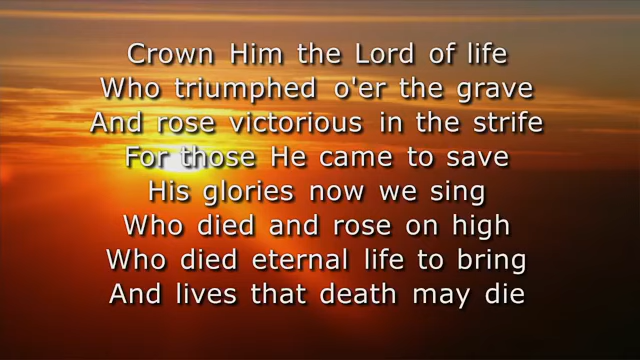 Crown Him the Lord of life
Who triumphed o'er the grave
And rose victorious in the strife
For those He came to save
His glories now we sing
Who died and rose on high
Who died eternal life to bring
And lives that death may die